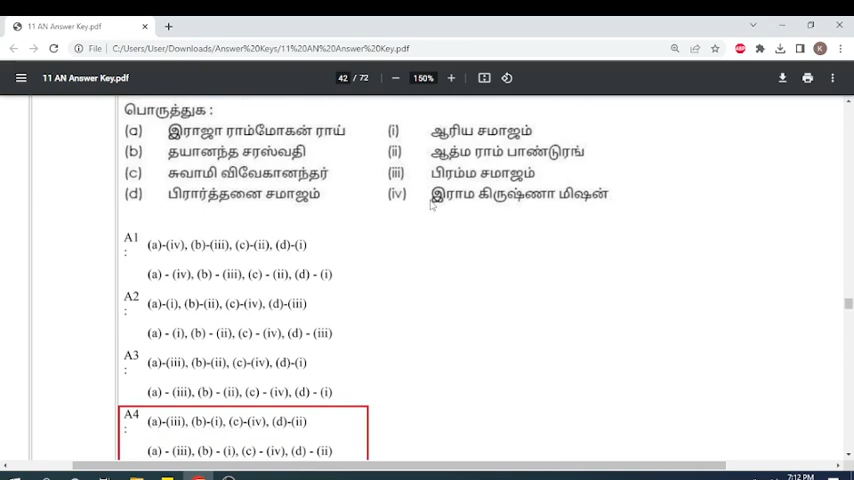 11 AN Answer Key.pdf
File | C:/Users/User/Downloads/Answer%20Keys/11%20AN%20Answer%20Key.pdf
ABP
K
11 AN Answer Key.pdf
42 / 72
150%
பொருத்துக :
(a) இராஜா ராம்மோகன் ராய் (i) ஆரிய சமாஜம்
(b) தயானந்த சரஸ்வதி (ii) ஆத்ம ராம் பாண்டுரங்
(c) சுவாமி விவேகானந்தர் (iii) பிரம்ம சமாஜம்
(d) பிரார்த்தனை சமாஜம் (iv) இராம கிருஷ்ணா மிஷன்
A1 : (a)-(iv), (b)-(iii), (c)-(ii), (d)-(i)
(a) - (iv), (b) - (iii), (c) - (ii), (d) - (i)
A2 : (a)-(i), (b)-(ii), (c)-(iv), (d)-(iii)
(a) - (i), (b) - (ii), (c) - (iv), (d) - (iii)
A3 : (a)-(iii), (b)-(ii), (c)-(iv), (d)-(i)
(a) - (iii), (b) - (ii), (c) - (iv), (d) - (i)
A4 : (a)-(iii), (b)-(i), (c)-(iv), (d)-(ii)
(a) - (iii), (b) - (i), (c) - (iv), (d) - (ii)
7:12 PM